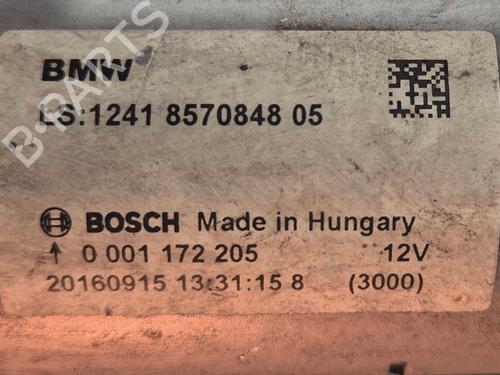 BMW
LS:1241 8570848 05
BOSCH Made in Hungary
0 001 172 205 12V
20160915 13:31:15 8 (3000)
B-PARTS